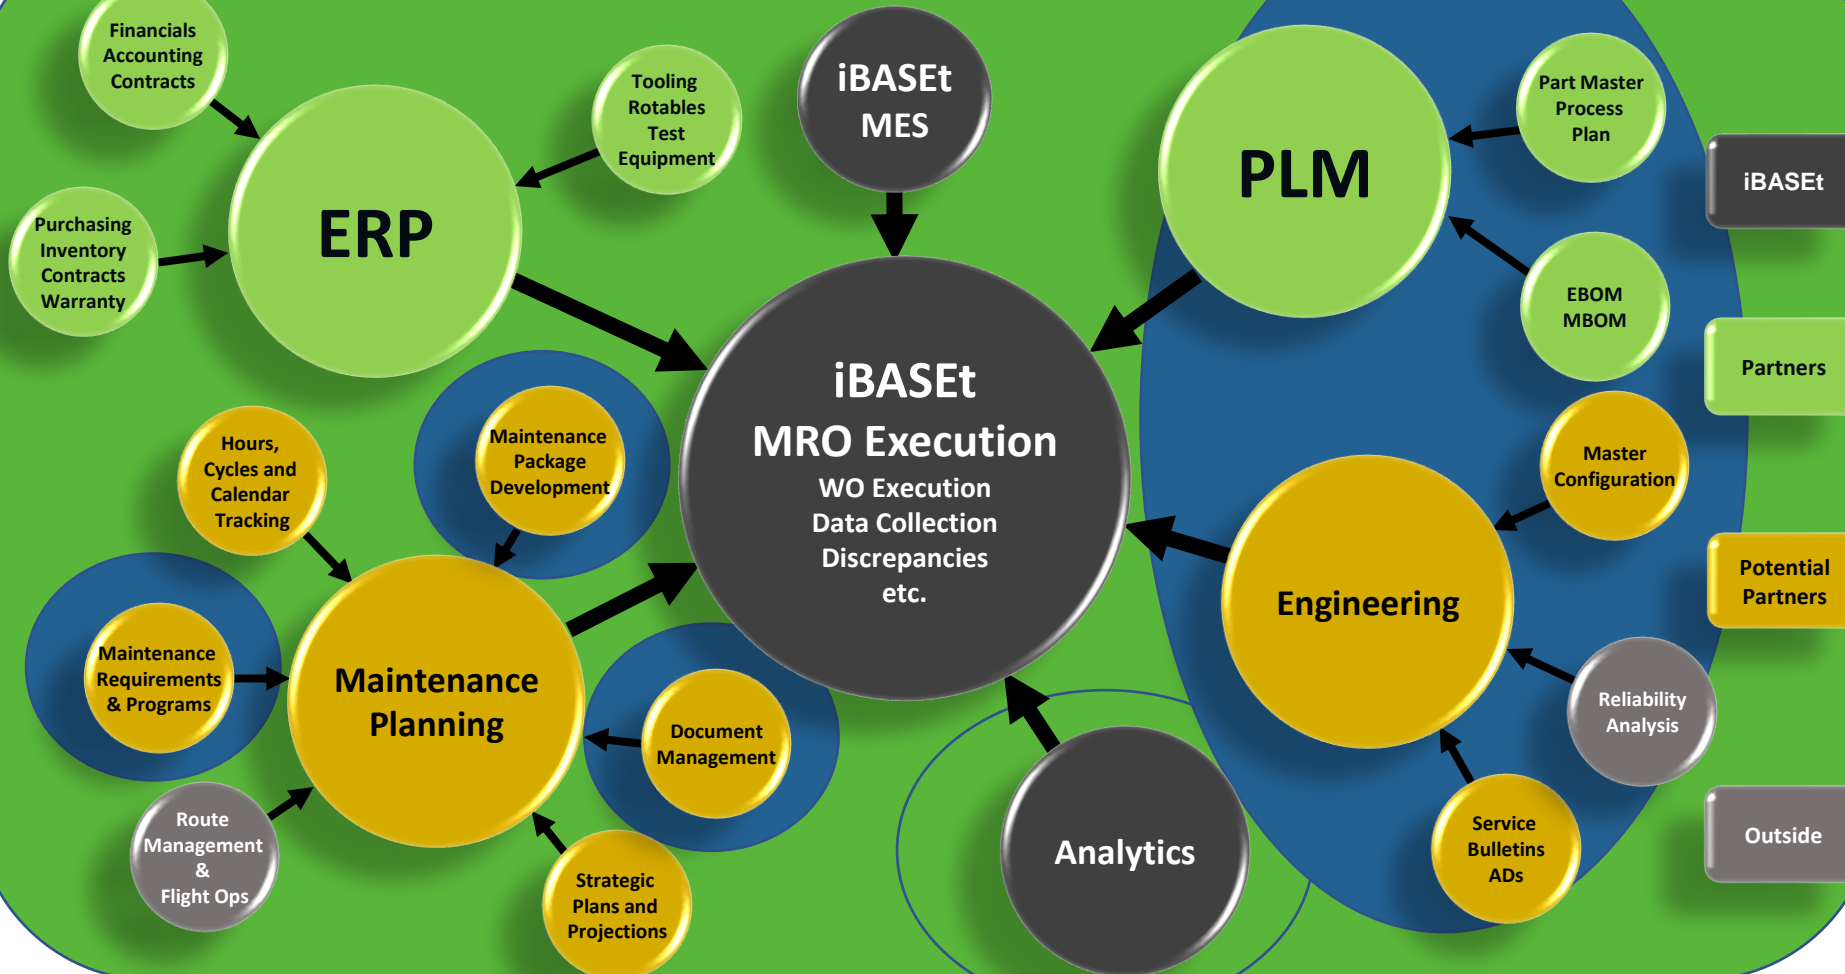 Financials
Accounting
Contracts
Tooling
Rotables
Test
Equipment
Purchasing
Inventory
Contracts
Warranty
ERP
iBASEt
MES
PLM
Part Master
Process
Plan
EBOM
MBOM
iBASEt
Partners
Potential
Partners
Outside
iBASEt
MRO Execution
WO Execution
Data Collection
Discrepancies
etc.
Hours,
Cycles and
Calendar
Tracking
Maintenance
Package
Development
Maintenance
Requirements
& Programs
Maintenance
Planning
Document
Management
Route
Management
&
Flight Ops
Strategic
Plans and
Projections
Analytics
Engineering
Master
Configuration
Reliability
Analysis
Service
Bulletins
ADs